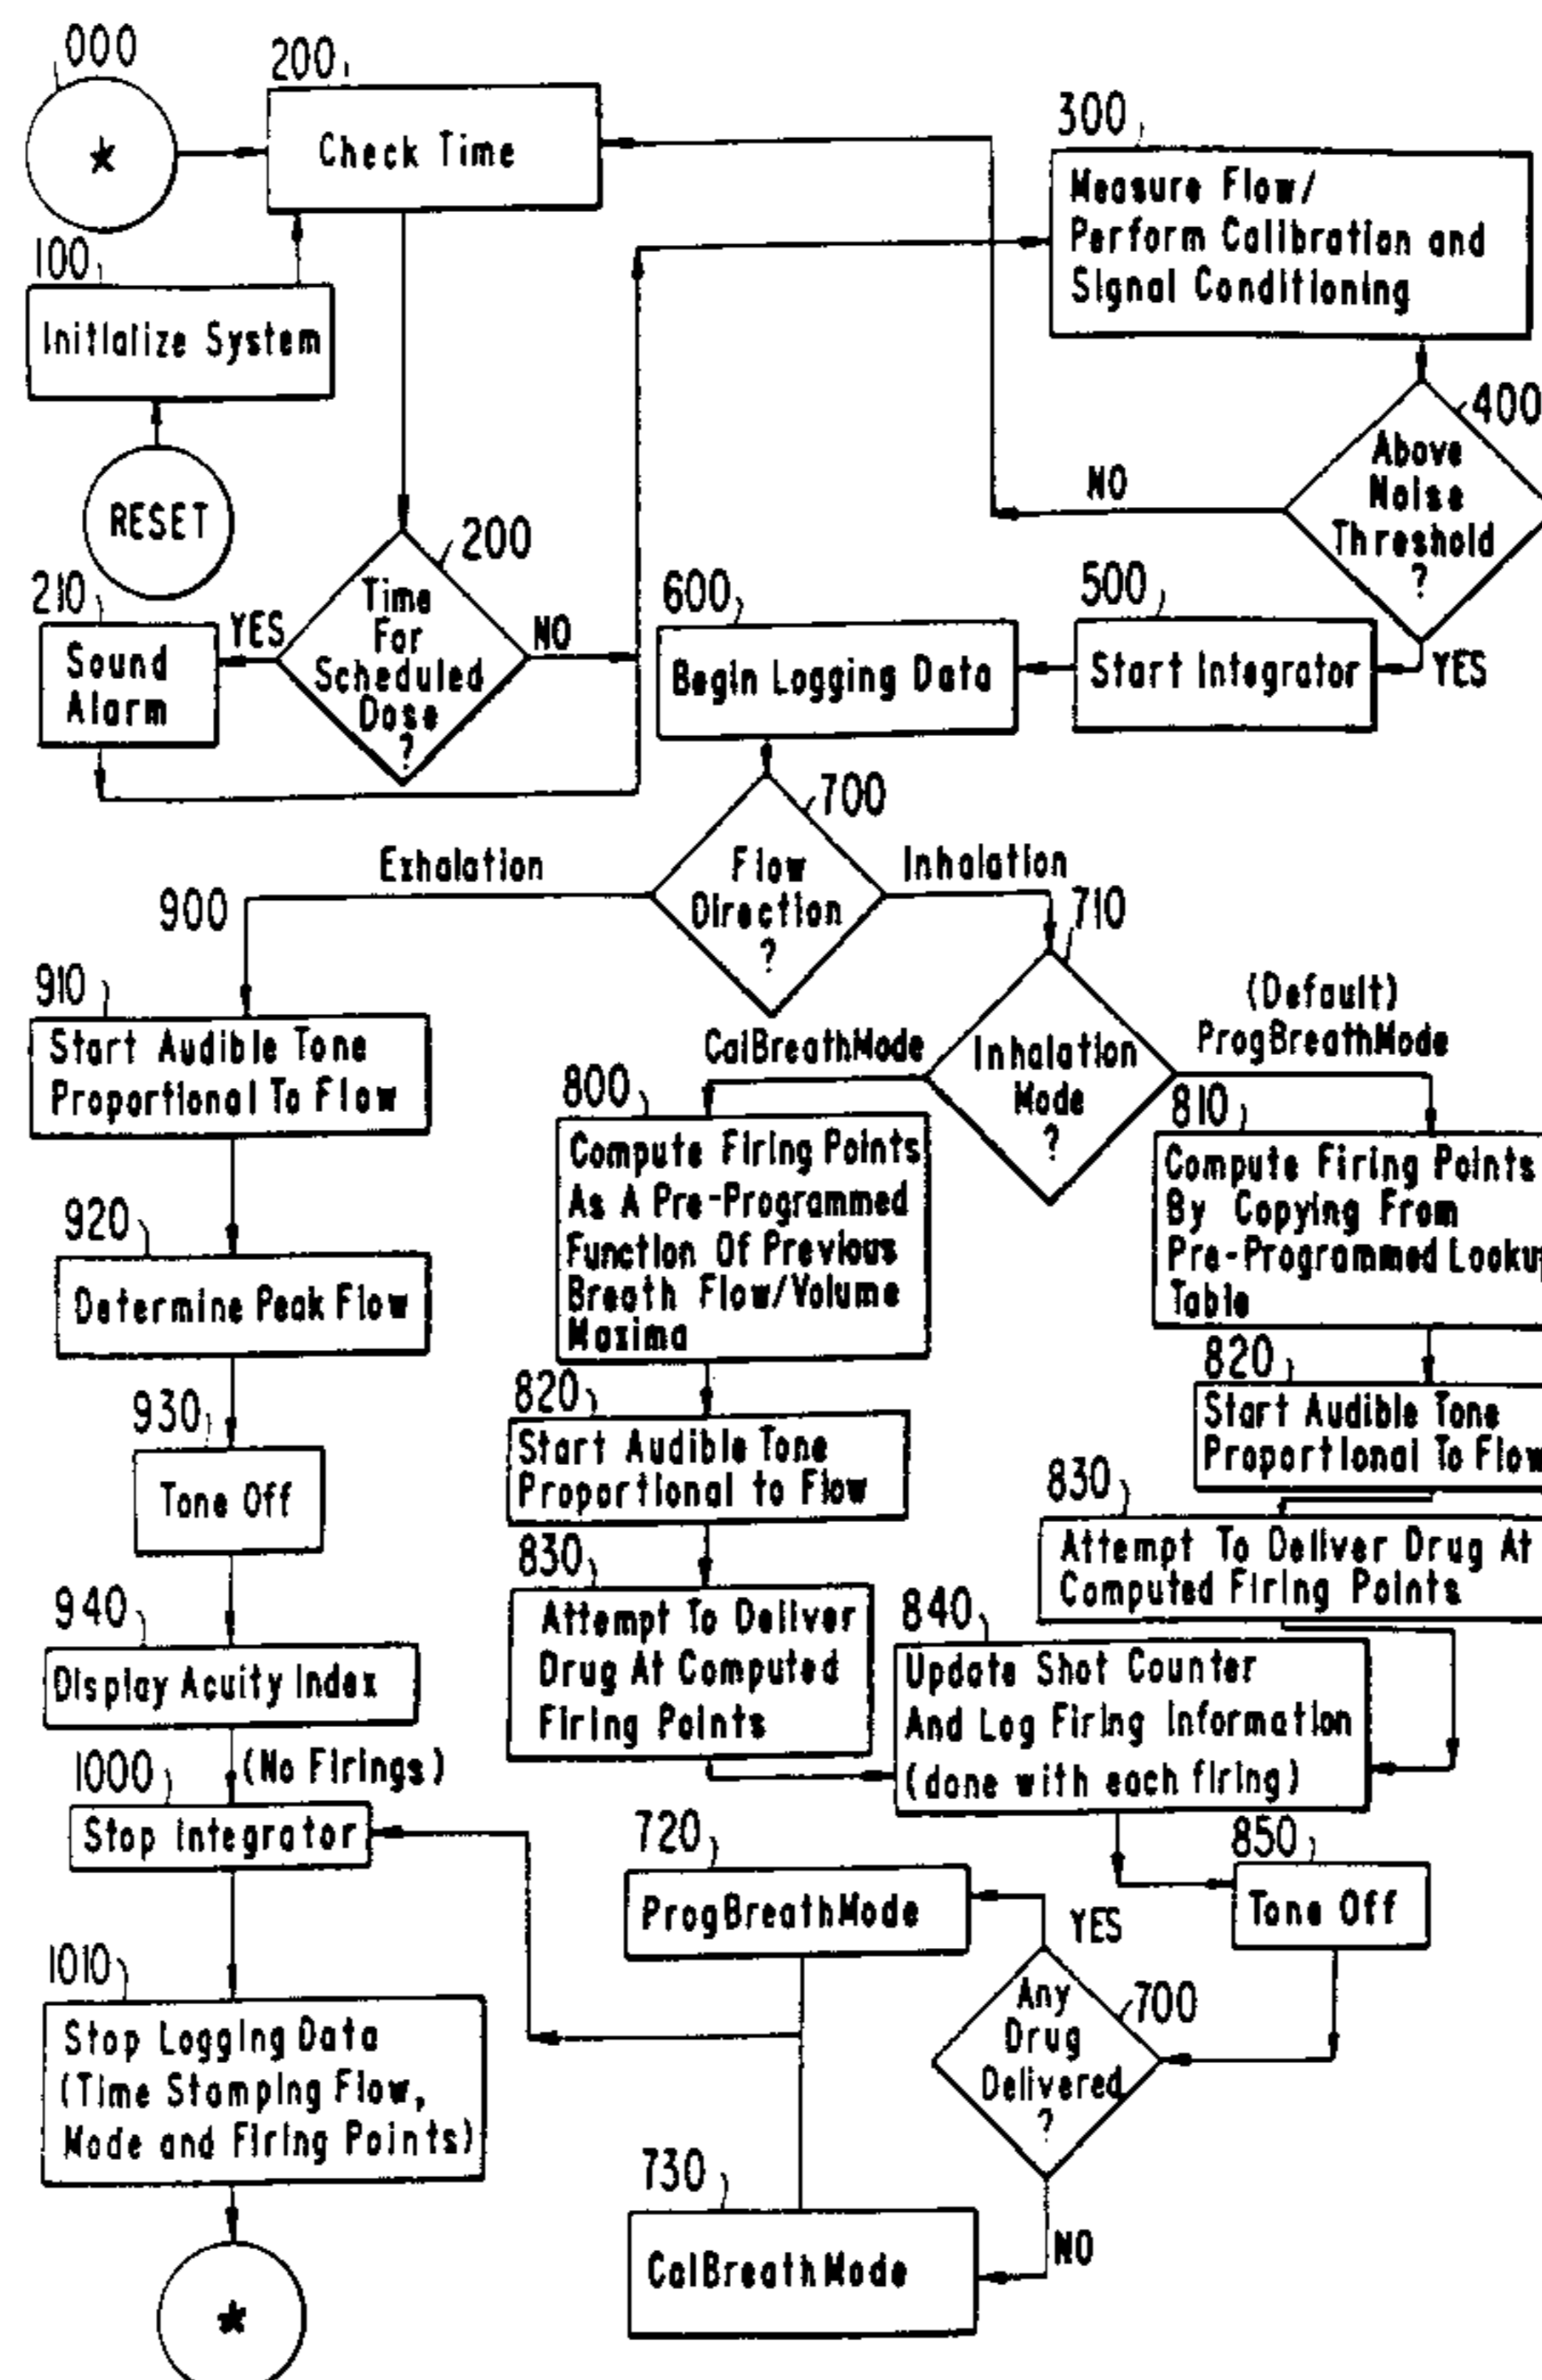 000
*
200
Check Time
300
Measure Flow/
Perform Calibration and
Signal Conditioning
100
Initialize System
RESET
400
Above
Noise
Threshold
?
NO
YES
200
Time
For
Scheduled
Dose
?
YES
NO
210
Sound
Alarm
500
Start Integrator
600
Begin Logging Data
700
Flow
Direction
?
Exhalation
Inhalation
900
710
Inhalation
Mode
?
CalBreathMode
(Default)
ProgBreathMode
910
Start Audible Tone
Proportional To Flow
920
Determine Peak Flow
930
Tone Off
940
Display Acuity Index
(No Firings)
1000
Stop Integrator
1010
Stop Logging Data
(Time Stamping Flow,
Mode and Firing Points)
*
800
Compute Firing Points
As A Pre-Programmed
Function Of Previous
Breath Flow/Volume
Maxima
820
Start Audible Tone
Proportional to Flow
830
Attempt To Deliver
Drug At Computed
Firing Points
810
Compute Firing Points
By Copying From
Pre-Programmed
Table
820
Start Audible Tone
Proportional To Flow
830
Attempt To Deliver Drug At
Computed Firing Points
840
Update Shot Counter
And Log Firing Information
(done with each firing)
850
Tone Off
700
Any
Drug
Delivered
?
YES
NO
720
ProgBreathMode
730
CalBreathMode